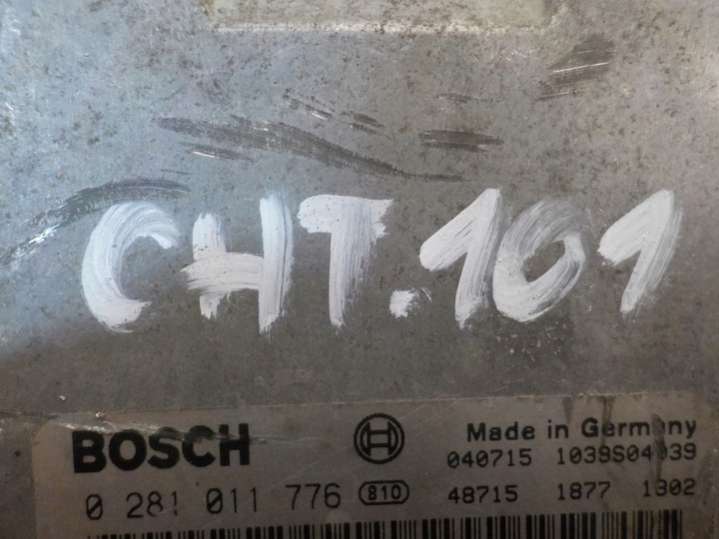 CHT.101
BOSCH
Made in Germany
040715 1039S04039
0 281 011 776 810
48715 1877 1302